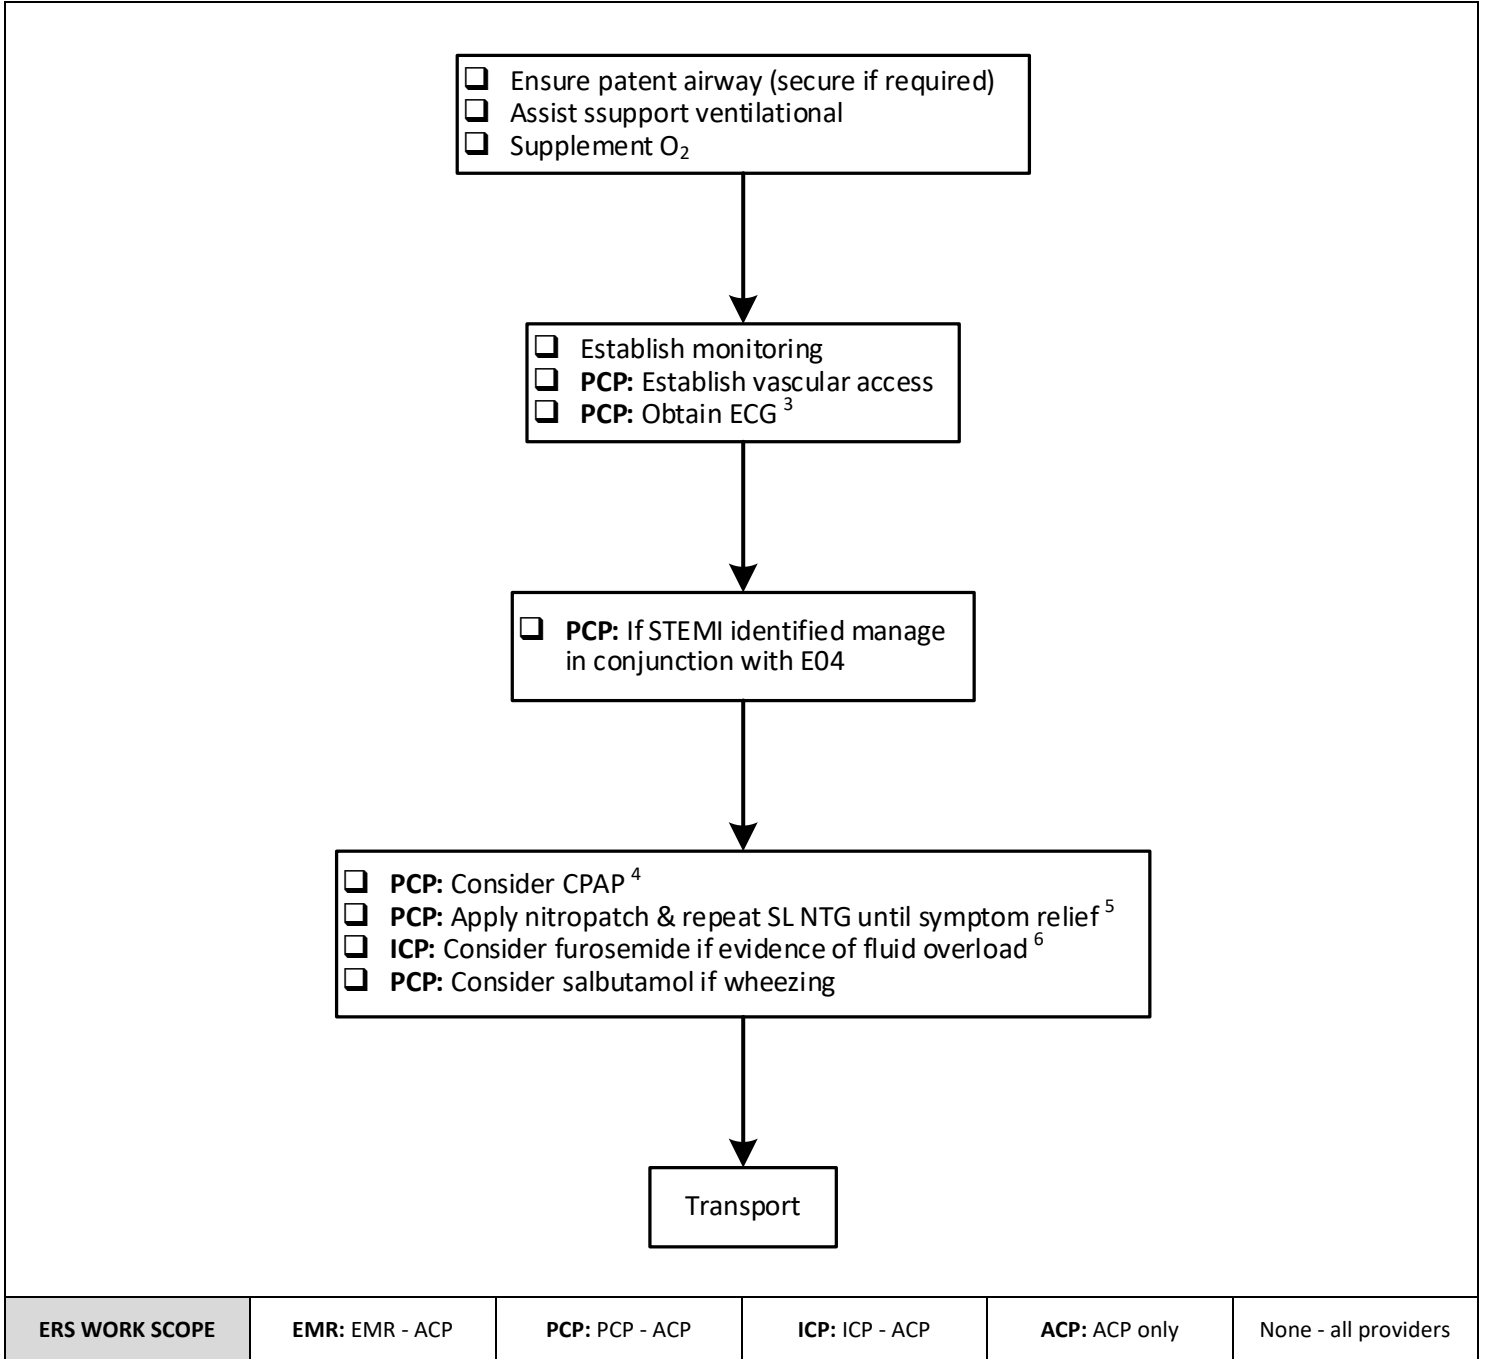 ❑ Ensure patent airway (secure if required)
❑ Assist ssupport ventilational
❑ Supplement O₂
❑ Establish monitoring
❑ PCP: Establish vascular access
❑ PCP: Obtain ECG ³
❑ PCP: If STEMI identified manage
in conjunction with E04
❑ PCP: Consider CPAP ⁴
❑ PCP: Apply nitropatch & repeat SL NTG until symptom relief ⁵
❑ ICP: Consider furosemide if evidence of fluid overload ⁶
❑ PCP: Consider salbutamol if wheezing
Transport
ERS WORK SCOPE EMR: EMR - ACP PCP: PCP - ACP ICP: ICP - ACP ACP: ACP only None - all providers